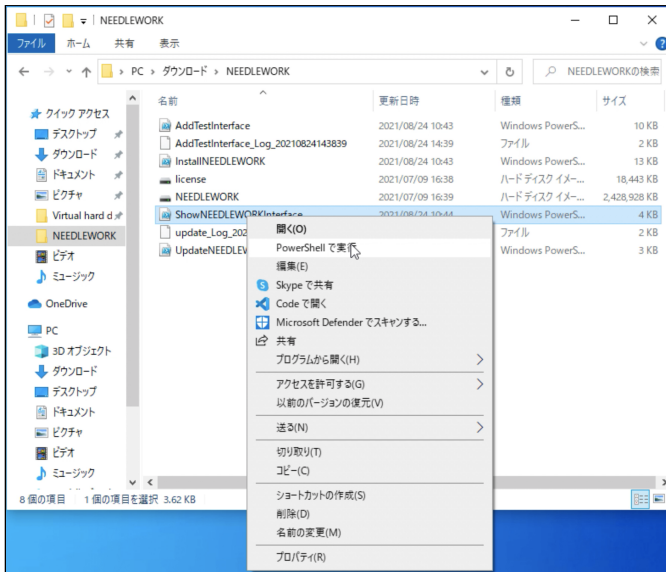 NEEDLEWORK
ファイル ホーム 共有 表示
PC › ダウンロード › NEEDLEWORK
NEEDLEWORKの検索
名前 更新日時 種類 サイズ
クイック アクセス
デスクトップ
ダウンロード
ドキュメント
ピクチャ
Virtual hard d
NEEDLEWORK
ビデオ
ミュージック
OneDrive
PC
3D オブジェクト
ダウンロード
デスクトップ
ドキュメント
ピクチャ
ビデオ
ミュージック
AddTestInterface 2021/08/24 10:43 Windows PowerS... 10 KB
AddTestInterface_Log_20210824143839 2021/08/24 14:39 ファイル 2 KB
InstallNEEDLEWORK 2021/08/24 10:43 Windows PowerS... 13 KB
license 2021/07/09 16:38 ハード ディスク イメー... 18,443 KB
NEEDLEWORK 2021/07/09 16:39 ハード ディスク イメー... 2,428,928 KB
ShowNEEDLEWORKInterface 2021/08/24 10:44 Windows PowerS... 4 KB
update_Log_202 ファイル 2 KB
UpdateNEEDLEW Windows PowerS... 3 KB
開く(O)
PowerShell で実行
編集(E)
Skype で共有
Code で開く
Microsoft Defender でスキャンする...
共有
プログラムから開く(H)
アクセスを許可する(G)
以前のバージョンの復元(V)
送る(N)
切り取り(T)
コピー(C)
ショートカットの作成(S)
削除(D)
名前の変更(M)
プロパティ(R)
8 個の項目 1 個の項目を選択 3.62 KB